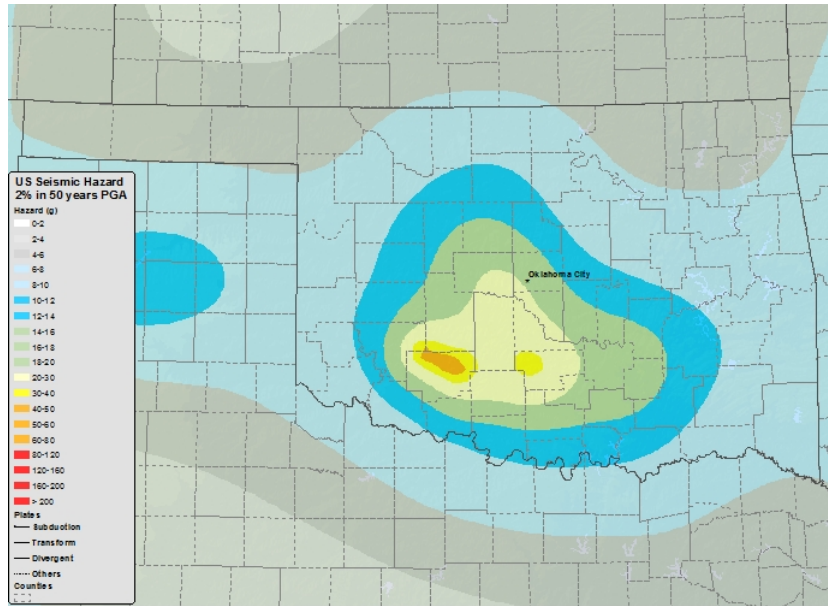 US Seismic Hazard
2% in 50 years PGA
Hazard (g)
0-2
2-4
4-6
6-8
8-10
10-12
12-14
14-16
16-18
18-20
20-30
30-40
40-50
50-60
60-80
80-120
120-160
160-200
> 200
Plates
Subduction
Transform
Divergent
Others
Counties
Oklahoma City